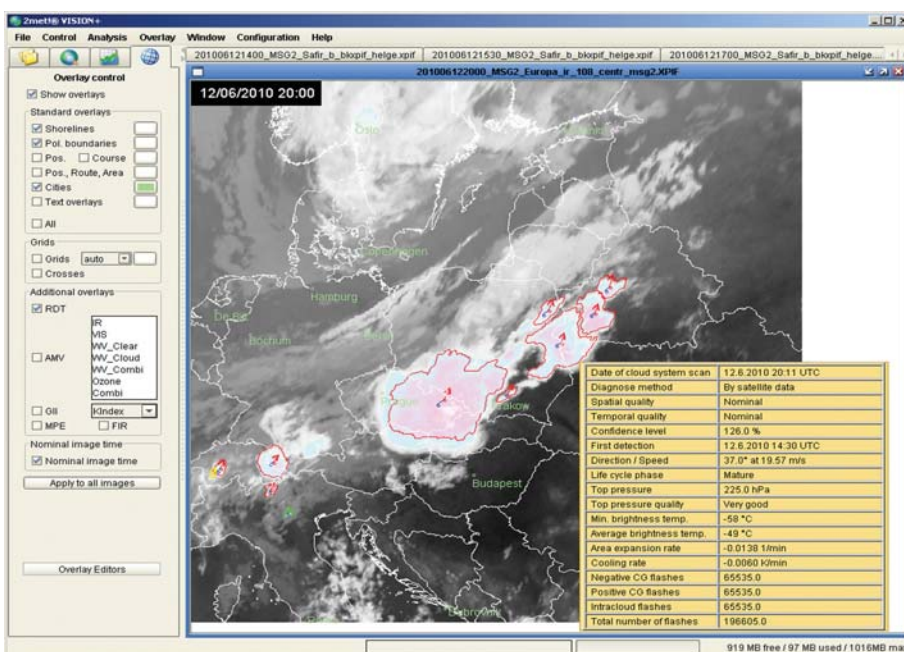 2met!® VISION+
File Control Analysis Overlay Window Configuration Help
201006121400_MSG2_Safir_b_bkxpif_helge.xpif 201006121530_MSG2_Safir_b_bkxpif_helge.xpif 201006121700_MSG2_Safir_b_bkxpif_helge....
201006122000_MSG2_Europa_ir_108_centr_msg2.XPIF
Overlay control
Show overlays
Standard overlays
Shorelines
Pol. boundaries
Pos. Course
Pos., Route, Area
Cities
Text overlays
All
Grids
Grids auto
Crosses
Additional overlays
RDT
IR
VIS
WV_Clear
AMV WV_Cloud
WV_Combi
Ozone
Combi
GII KIndex
MPE FIR
Nominal image time
Nominal image time
Apply to all images
Overlay Editors
12/06/2010 20:00
Oslo
Copenhagen
Hamburg
De Bilt
Bochum
Berlin
Prague
Krakow
Budapest
Dubrovnik
Date of cloud system scan 12.6.2010 20:11 UTC
Diagnose method By satellite data
Spatial quality Nominal
Temporal quality Nominal
Confidence level 126.0 %
First detection 12.6.2010 14:30 UTC
Direction / Speed 37.0° at 19.57 m/s
Life cycle phase Mature
Top pressure 225.0 hPa
Top pressure quality Very good
Min. brightness temp. -58 °C
Average brightness temp. -49 °C
Area expansion rate -0.0138 1/min
Cooling rate -0.0060 K/min
Negative CG flashes 65535.0
Positive CG flashes 65535.0
Intracloud flashes 65535.0
Total number of flashes 196605.0
919 MB free / 97 MB used / 1016MB max